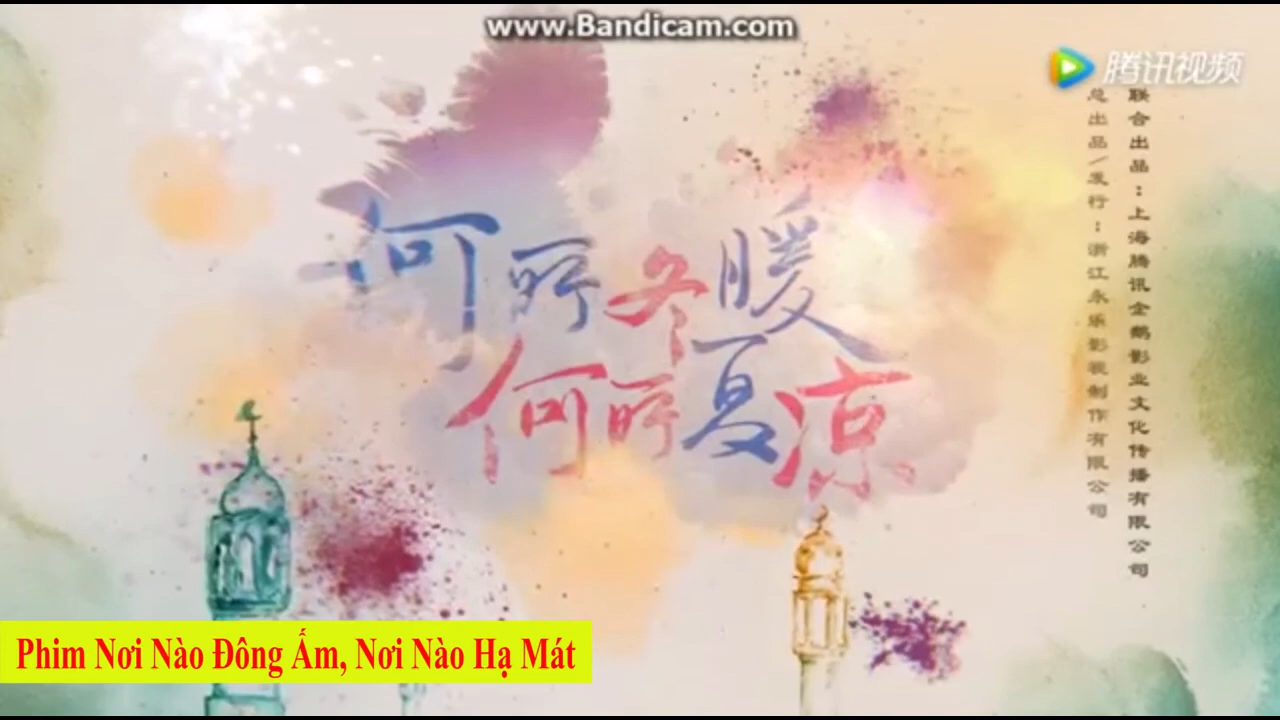 www.Bandicam.com
腾讯视频
何所冬暖
何所夏凉
联合出品：上海腾讯企鹅影业文化传播有限公司
总出品/发行：浙江永乐影视制作有限公司
Phim Nơi Nào Đông Ấm, Nơi Nào Hạ Mát